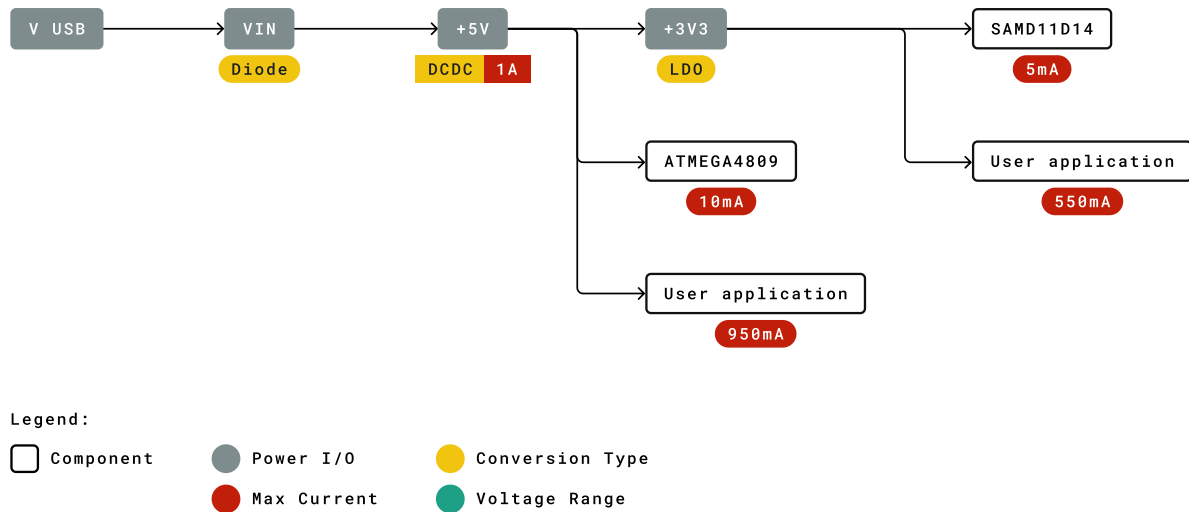 V USB
VIN
+5V
+3V3
SAMD11D14
Diode
DCDC 1A
LDO
5mA
ATMEGA4809
User application
10mA
550mA
User application
950mA
Legend:
Component
Power I/O
Conversion Type
Max Current
Voltage Range